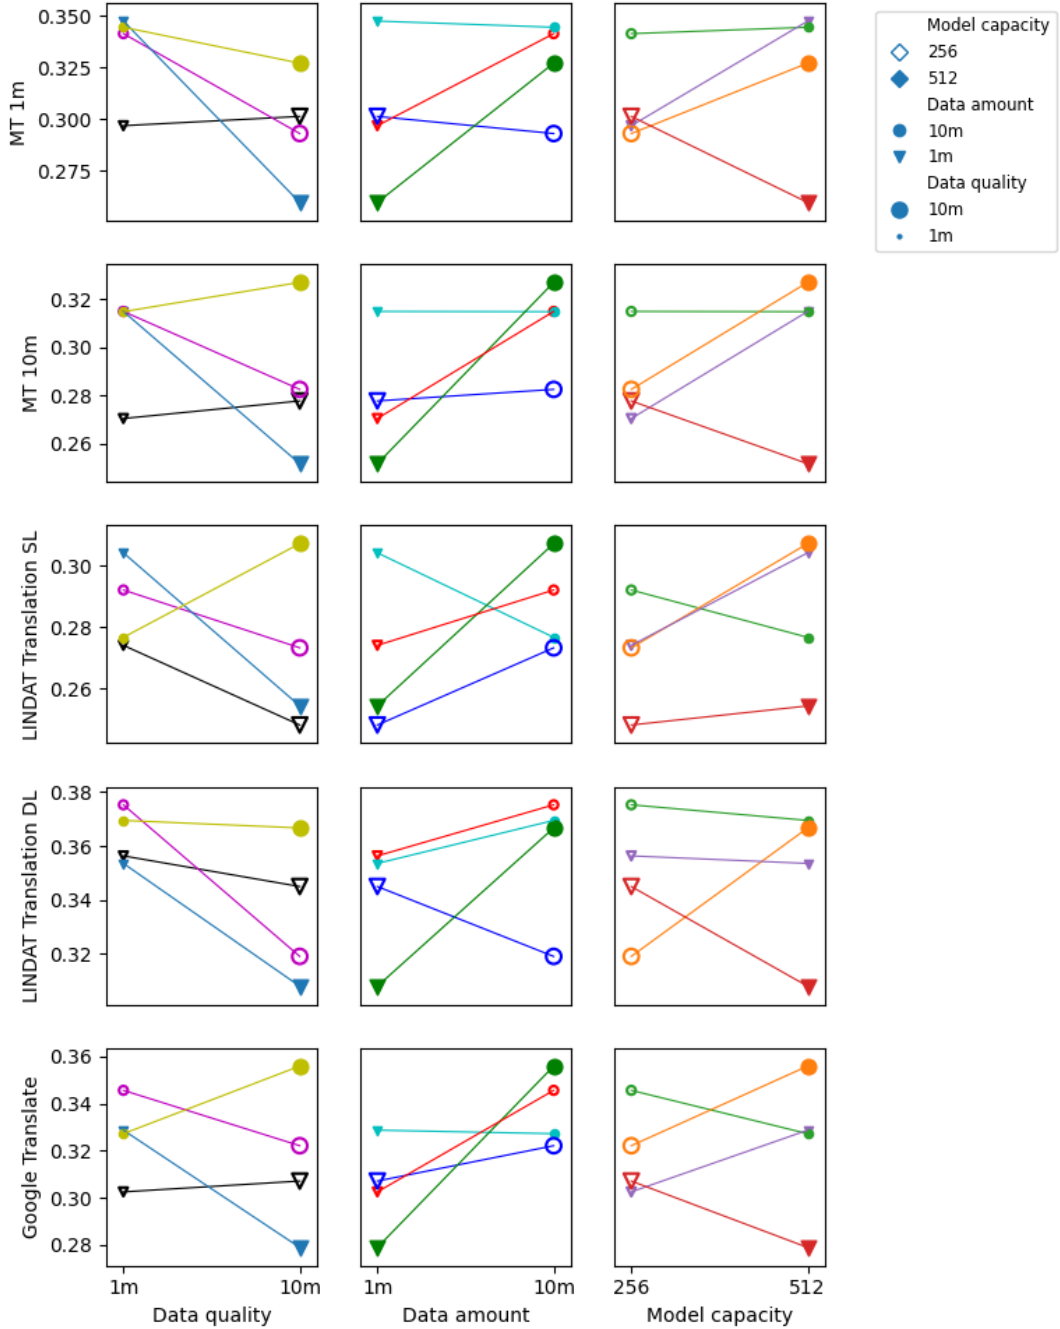 0.350
0.325
0.300
0.275
MT 1m
Model capacity
256
512
Data amount
10m
1m
Data quality
10m
1m
0.32
0.30
0.28
0.26
MT 10m
0.30
0.28
0.26
LINDAT Translation SL
0.38
0.36
0.34
0.32
LINDAT Translation DL
0.36
0.34
0.32
0.30
0.28
Google Translate
1m 10m 1m 10m 256 512
Data quality Data amount Model capacity